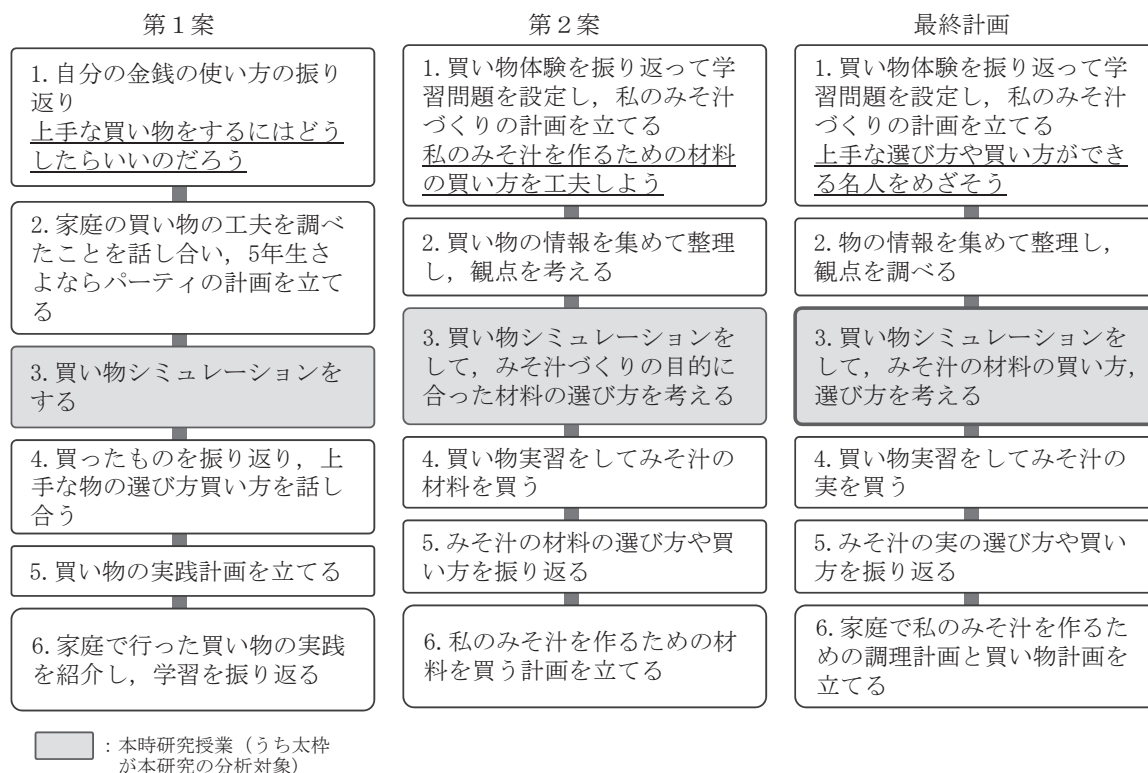 第1案
1. 自分の金銭の使い方の振り
返り
上手な買い物をするにはどう
したらいいのだろう
2. 家庭の買い物の工夫を調べ
たことを話し合い，5年生さ
よならパーティの計画を立て
る
3. 買い物シミュレーションを
する
4. 買ったものを振り返り，上
手な物の選び方買い方を話し
合う
5. 買い物の実践計画を立てる
6. 家庭で行った買い物の実践
を紹介し，学習を振り返る
：本時研究授業（うち太枠
が本研究の分析対象）
第2案
1. 買い物体験を振り返って学
習問題を設定し，私のみそ汁
づくりの計画を立てる
私のみそ汁を作るための材料
の買い方を工夫しよう
2. 買い物の情報を集めて整理
し，観点を考える
3. 買い物シミュレーションを
して，みそ汁づくりの目的に
合った材料の選び方を考える
4. 買い物実習をしてみそ汁の
材料を買う
5. みそ汁の材料の選び方や買
い方を振り返る
6. 私のみそ汁を作るための材
料を買う計画を立てる
最終計画
1. 買い物体験を振り返って学
習問題を設定し，私のみそ汁
づくりの計画を立てる
上手な選び方や買い方ができ
る名人をめざそう
2. 物の情報を集めて整理し，
観点を調べる
3. 買い物シミュレーションを
して，みそ汁の材料の買い方，
選び方を考える
4. 買い物実習をしてみそ汁の
実を買う
5. みそ汁の実の選び方や買い
方を振り返る
6. 家庭で私のみそ汁を作るた
めの調理計画と買い物計画を
立てる